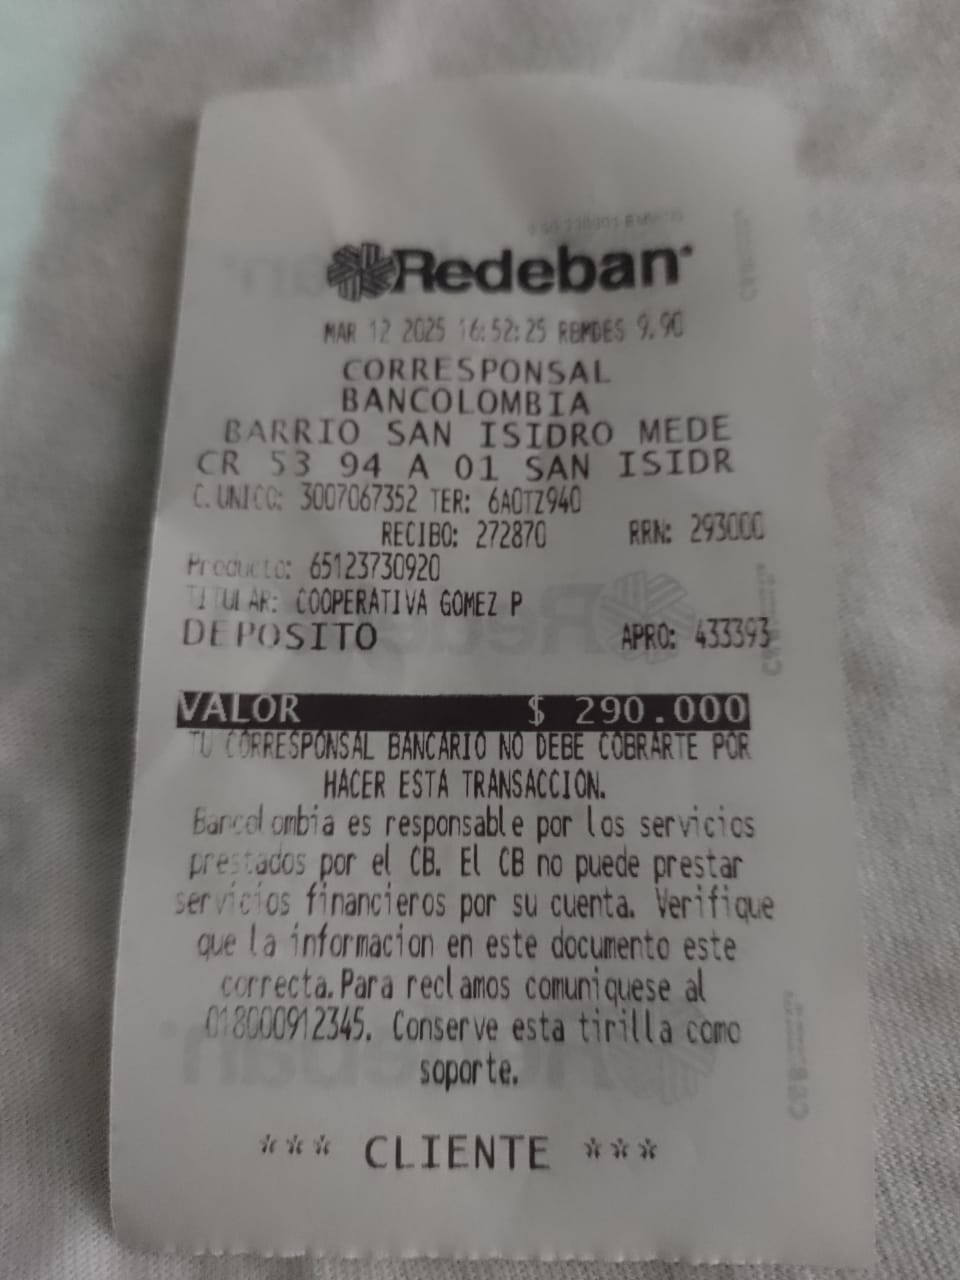 Redeban
MAR 12 2025 16:52:25 RBMDES 9.90
CORRESPONSAL
BANCOLOMBIA
BARRIO SAN ISIDRO MEDE
CR 53 94 A 01 SAN ISIDR
C.UNICO: 3007067352 TER: 6A0TZ940
RECIBO: 272870 RRN: 293000
Producto: 65123730920
TITULAR: COOPERATIVA GOMEZ P
DEPOSITO APRO: 433393
VALOR $ 290.000
TU CORRESPONSAL BANCARIO NO DEBE COBRARTE POR
HACER ESTA TRANSACCION.
Bancolombia es responsable por los servicios
prestados por el CB. El CB no puede prestar
servicios financieros por su cuenta. Verifique
que la informacion en este documento este
correcta.Para reclamos comuniquese al
018000912345. Conserve esta tirilla como
soporte.
*** CLIENTE ***